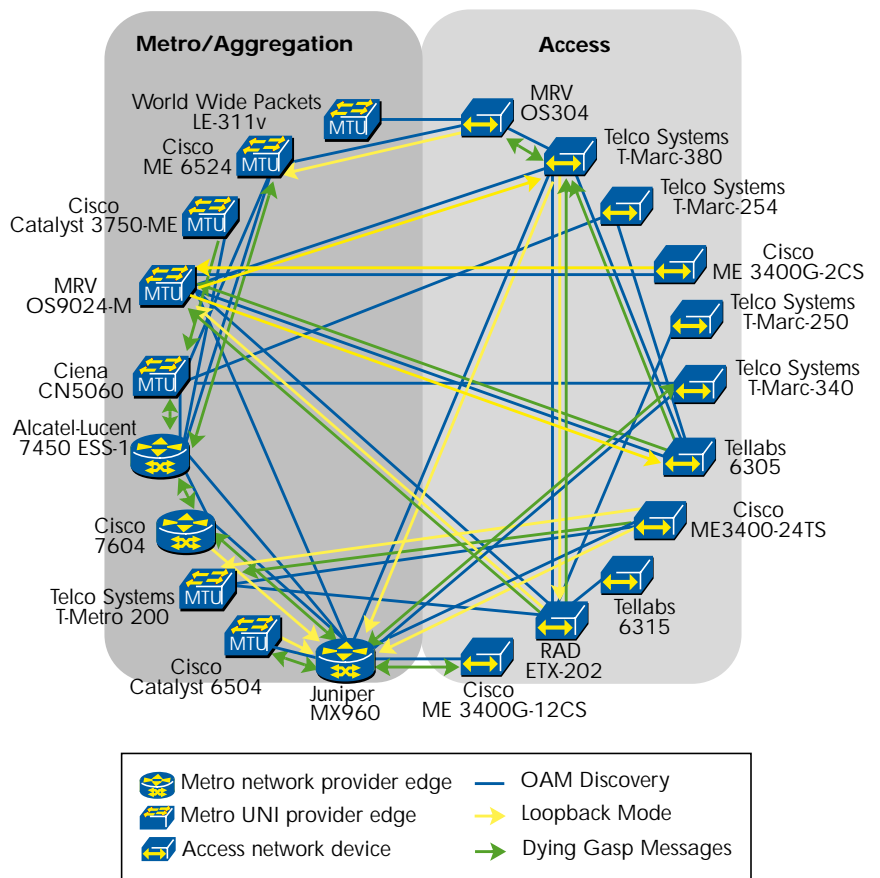 Metro/Aggregation
Access
World Wide Packets
LE-311v
MTU
MRV
OS304
Cisco
ME 6524
MTU
Telco Systems
T-Marc-380
Telco Systems
T-Marc-254
Cisco
Catalyst 3750-ME
MTU
Cisco
ME 3400G-2CS
MRV
OS9024-M
MTU
Telco Systems
T-Marc-250
Ciena
CN5060
MTU
Telco Systems
T-Marc-340
Alcatel-Lucent
7450 ESS-1
Tellabs
6305
Cisco
7604
Cisco
ME3400-24TS
Telco Systems
T-Metro 200
MTU
Tellabs
6315
MTU
Cisco
Catalyst 6504
Juniper
MX960
Cisco
ME 3400G-12CS
RAD
ETX-202
Metro network provider edge
Metro UNI provider edge
Access network device
OAM Discovery
Loopback Mode
Dying Gasp Messages